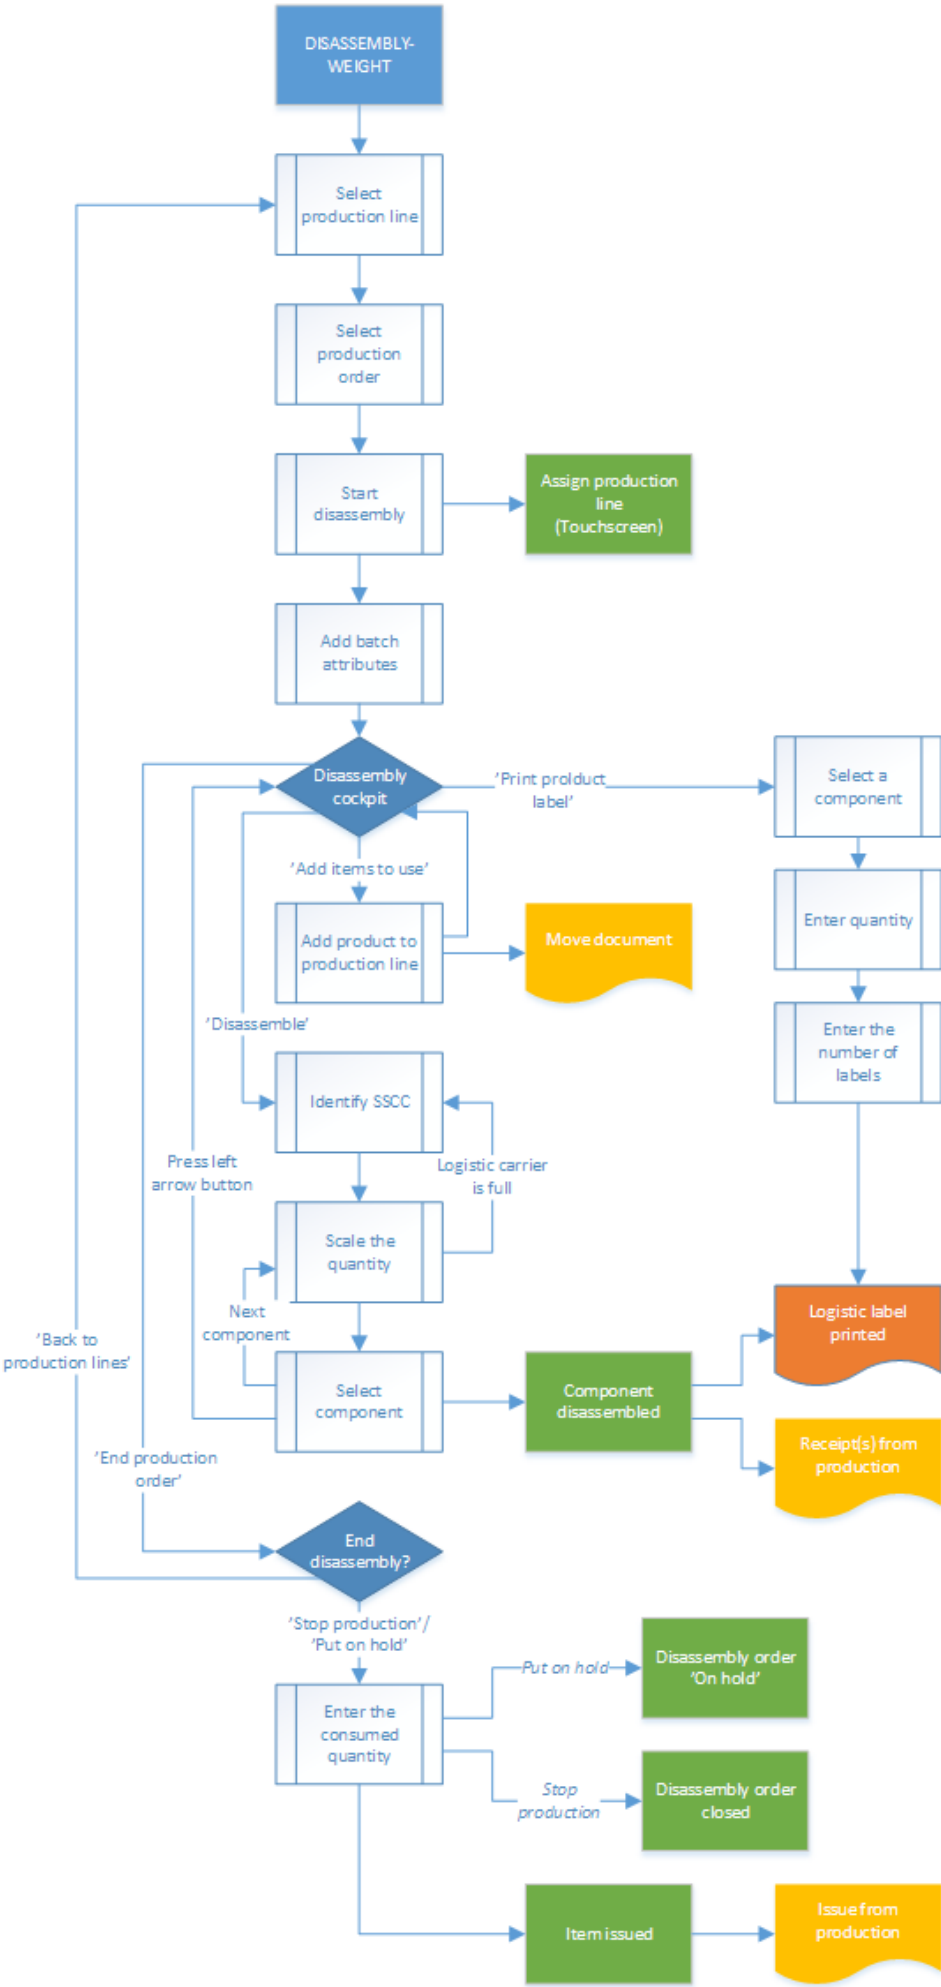 DISASSEMBLY-
WEIGHT
Select
production line
Select
production
order
Start
disassembly
Assign production
line
(Touchscreen)
Add batch
attributes
Disassembly
cockpit
'Print prolduct
label'
Select a
component
'Add items to use'
Enter quantity
Add product to
production line
Move document
'Disassemble'
Enter the
number of
labels
Identify SSCC
Press left
arrow button
Logistic carrier
is full
Scale the
quantity
Next
component
Logistic label
printed
'Back to
production lines'
Select
component
Component
disassembled
Receipt(s) from
production
'End production
order'
End
disassembly?
'Stop production'/
'Put on hold'
Put on hold
Disassembly order
'On hold'
Enter the
consumed
quantity
Stop
production
Disassembly order
closed
Item issued
Issue from
production